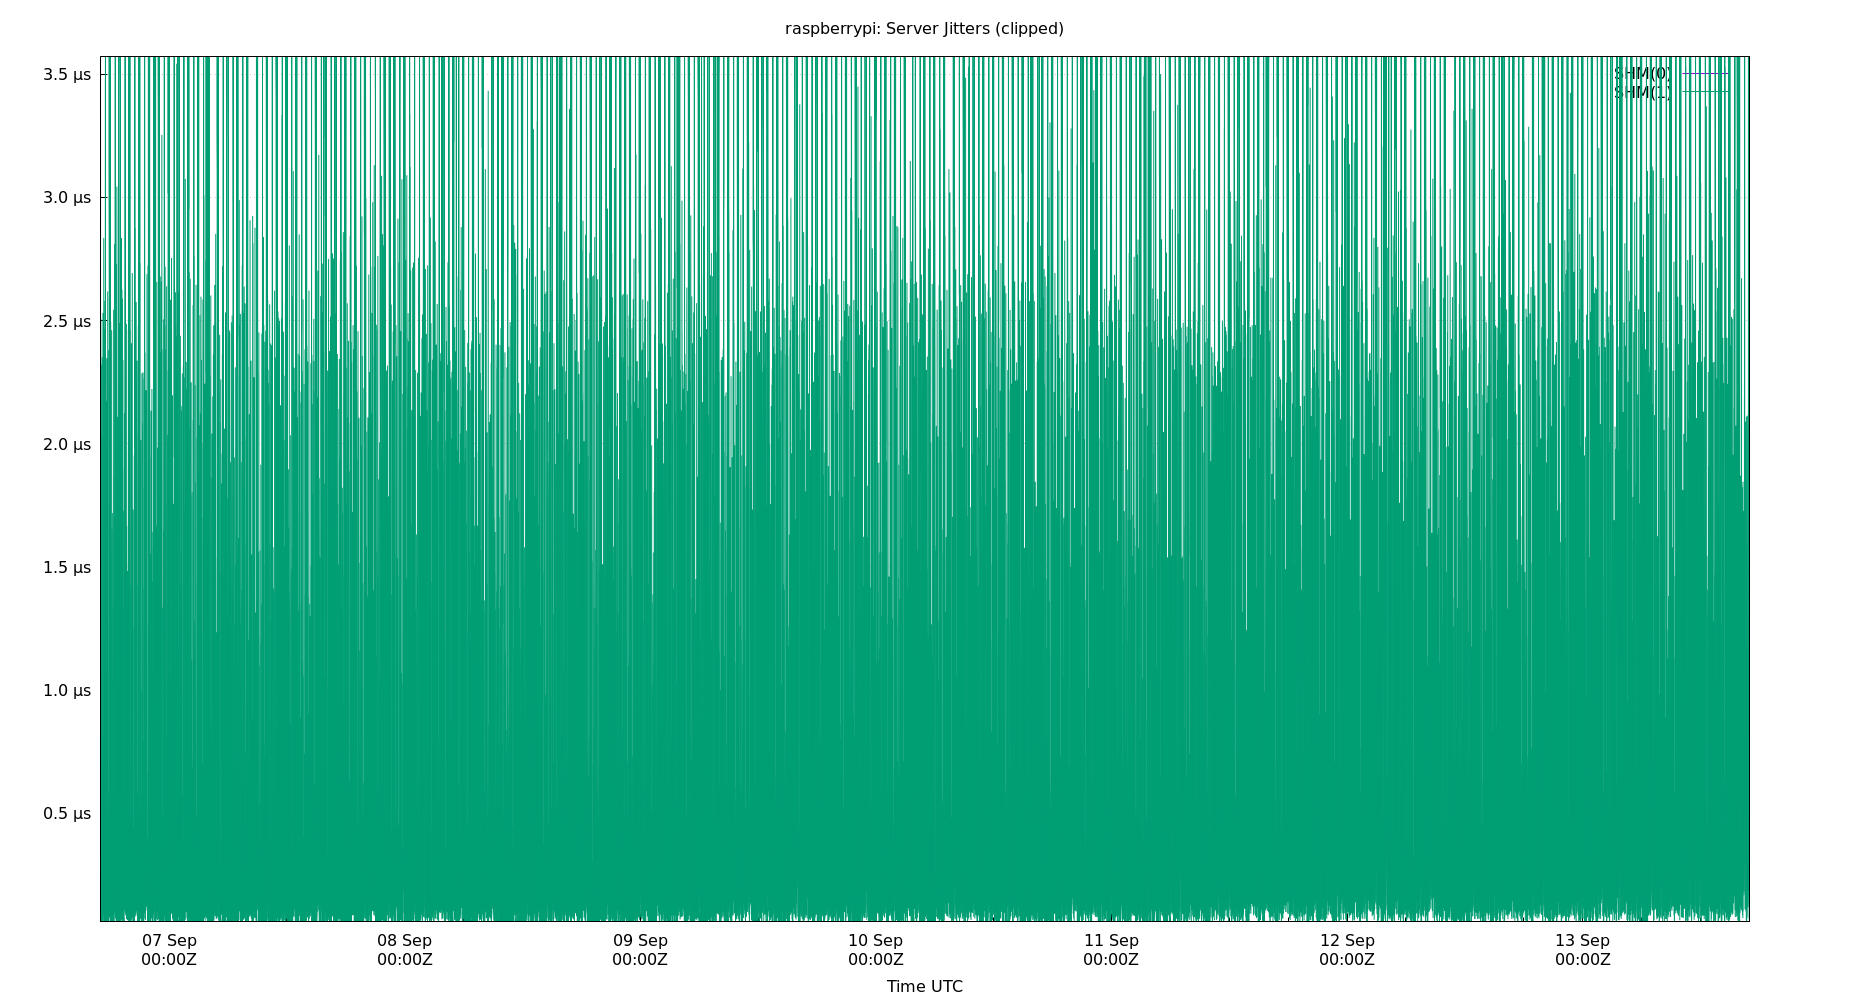 raspberrypi: Server Jitters (clipped)
3.5 µs
SHM(0)
SHM(1)
3.0 µs
2.5 µs
2.0 µs
1.5 µs
1.0 µs
0.5 µs
07 Sep 08 Sep 09 Sep 10 Sep 11 Sep 12 Sep 13 Sep
00:00Z 00:00Z 00:00Z 00:00Z 00:00Z 00:00Z 00:00Z
Time UTC